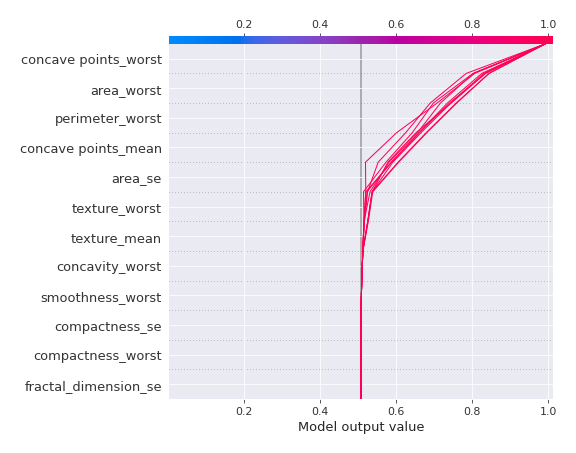 0.2 0.4 0.6 0.8 1.0
concave points_worst
area_worst
perimeter_worst
concave points_mean
area_se
texture_worst
texture_mean
concavity_worst
smoothness_worst
compactness_se
compactness_worst
fractal_dimension_se
0.2 0.4 0.6 0.8 1.0
Model output value